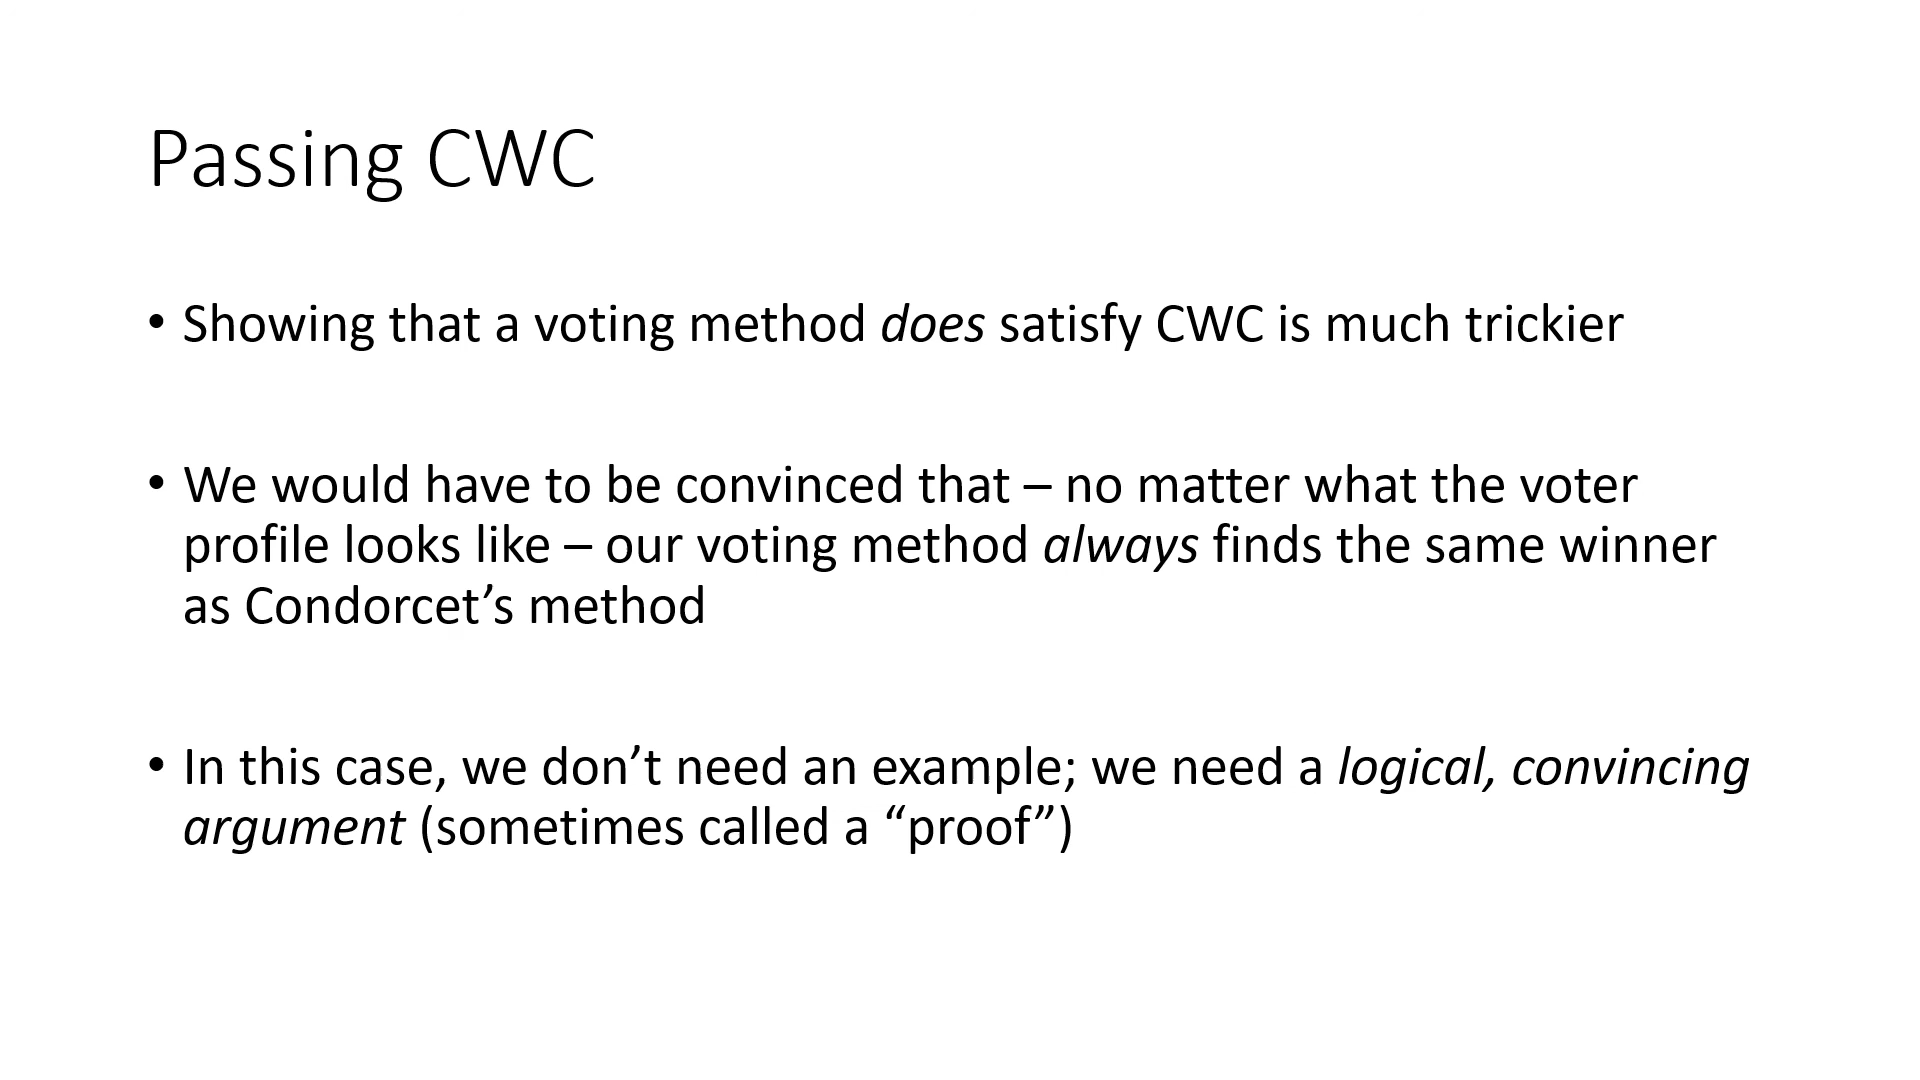 Passing CWC
• Showing that a voting method does satisfy CWC is much trickier
• We would have to be convinced that – no matter what the voter
profile looks like – our voting method always finds the same winner
as Condorcet’s method
• In this case, we don’t need an example; we need a logical, convincing
argument (sometimes called a “proof”)